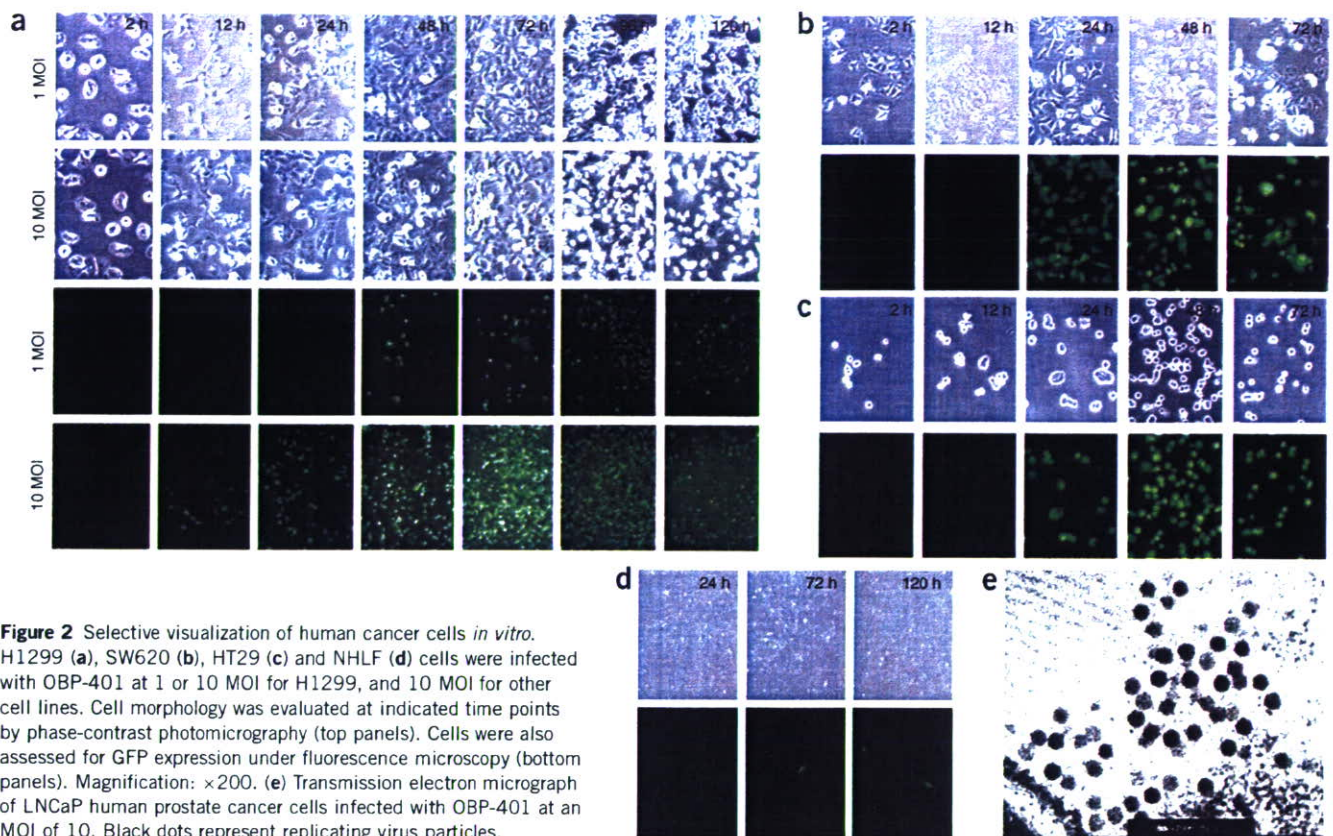 a
2 h 12 h 24 h 48 h 72 h 96 h 120 h
1 MOI
10 MOI
1 MOI
10 MOI
b
2 h 12 h 24 h 48 h 72 h
c
2 h 12 h 24 h 48 h 72 h
d
24 h 72 h 120 h
e
Figure 2 Selective visualization of human cancer cells in vitro.
H1299 (a), SW620 (b), HT29 (c) and NHLF (d) cells were infected
with OBP-401 at 1 or 10 MOI for H1299, and 10 MOI for other
cell lines. Cell morphology was evaluated at indicated time points
by phase-contrast photomicrography (top panels). Cells were also
assessed for GFP expression under fluorescence microscopy (bottom
panels). Magnification: ×200. (e) Transmission electron micrograph
of LNCaP human prostate cancer cells infected with OBP-401 at an
MOI of 10. Black dots represent replicating virus particles.